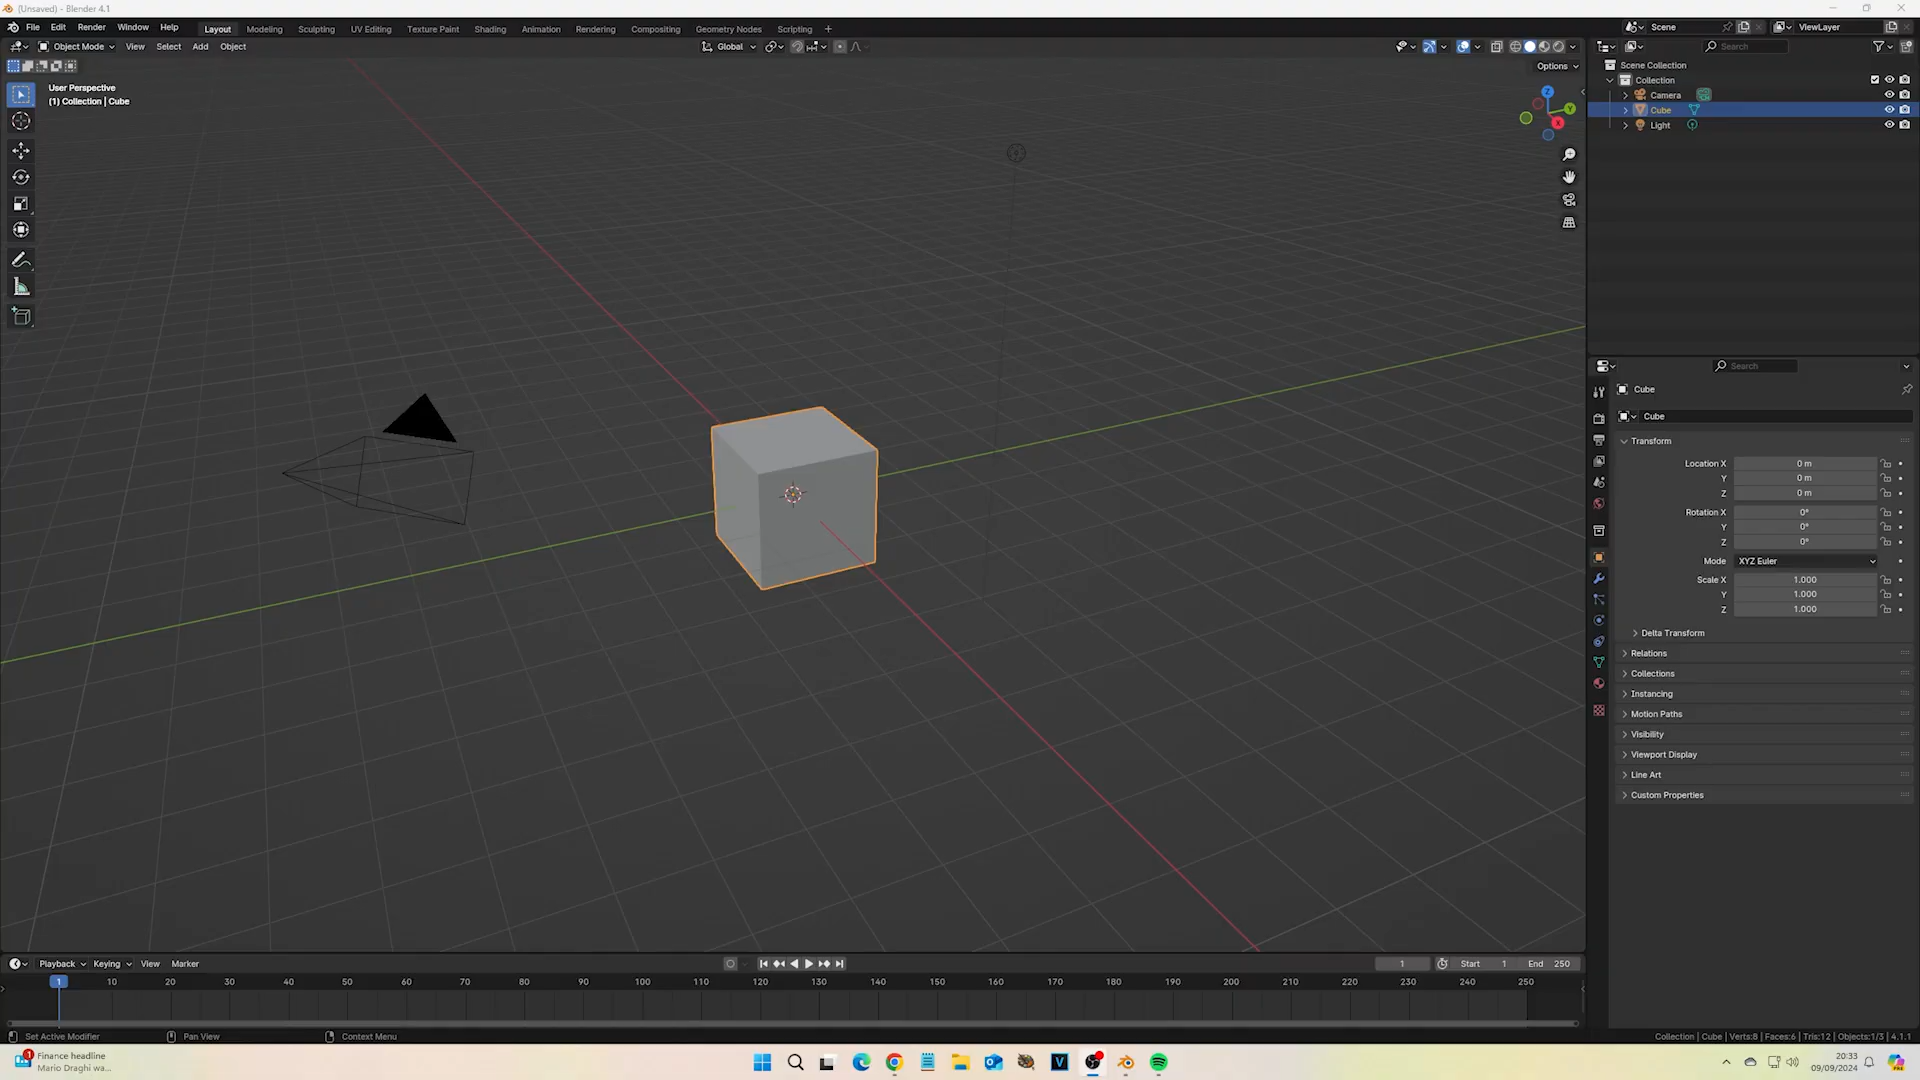 (Unsaved) - Blender 4.1
File Edit Render Window Help Layout Modeling Sculpting UV Editing Texture Paint Shading Animation Rendering Compositing Geometry Nodes Scripting + Scene ViewLayer
Object Mode View Select Add Object Global Search
Options
User Perspective
(1) Collection | Cube
Z
Y
X
Scene Collection
Collection
Camera
Cube
Light
Search
Cube
Cube
Transform
Location X 0 m
Y 0 m
Z 0 m
Rotation X 0°
Y 0°
Z 0°
Mode XYZ Euler
Scale X 1.000
Y 1.000
Z 1.000
Delta Transform
Relations
Collections
Instancing
Motion Paths
Visibility
Viewport Display
Line Art
Custom Properties
Playback Keying View Marker 1 Start 1 End 250
1 10 20 30 40 50 60 70 80 90 100 110 120 130 140 150 160 170 180 190 200 210 220 230 240 250
Set Active Modifier Pan View Context Menu Collection | Cube | Verts:8 | Faces:6 | Tris:12 | Objects:1/3 | 4.1.1
1 Finance headline
Mario Draghi wa...
V
20:33
09/09/2024
PRE